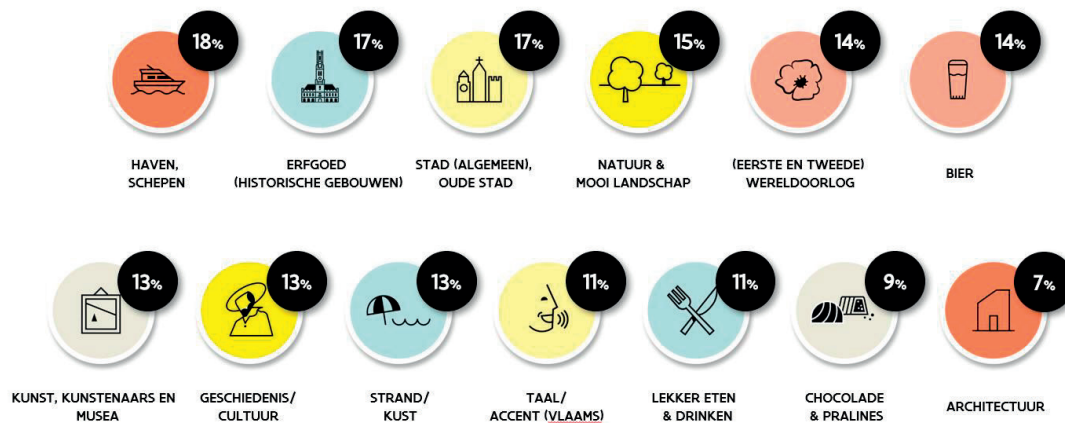 18%
17%
17%
15%
14%
14%
HAVEN,
SCHEPEN
ERFGOED
(HISTORISCHE GEBOUWEN)
STAD (ALGEMEEN),
OUDE STAD
NATUUR &
MOOI LANDSCHAP
(EERSTE EN TWEEDE)
WERELDOORLOG
BIER
13%
13%
13%
11%
11%
9%
7%
KUNST, KUNSTENAARS EN
MUSEA
GESCHIEDENIS/
CULTUUR
STRAND/
KUST
TAAL/
ACCENT (VLAAMS)
LEKKER ETEN
& DRINKEN
CHOCOLADE
& PRALINES
ARCHITECTUUR